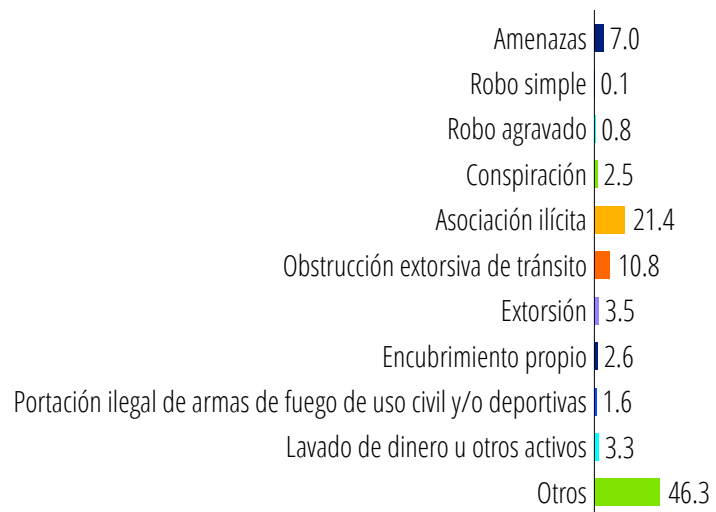 Amenazas 7.0
Robo simple 0.1
Robo agravado 0.8
Conspiración 2.5
Asociación ilícita 21.4
Obstrucción extorsiva de tránsito 10.8
Extorsión 3.5
Encubrimiento propio 2.6
Portación ilegal de armas de fuego de uso civil y/o deportivas 1.6
Lavado de dinero u otros activos 3.3
Otros 46.3